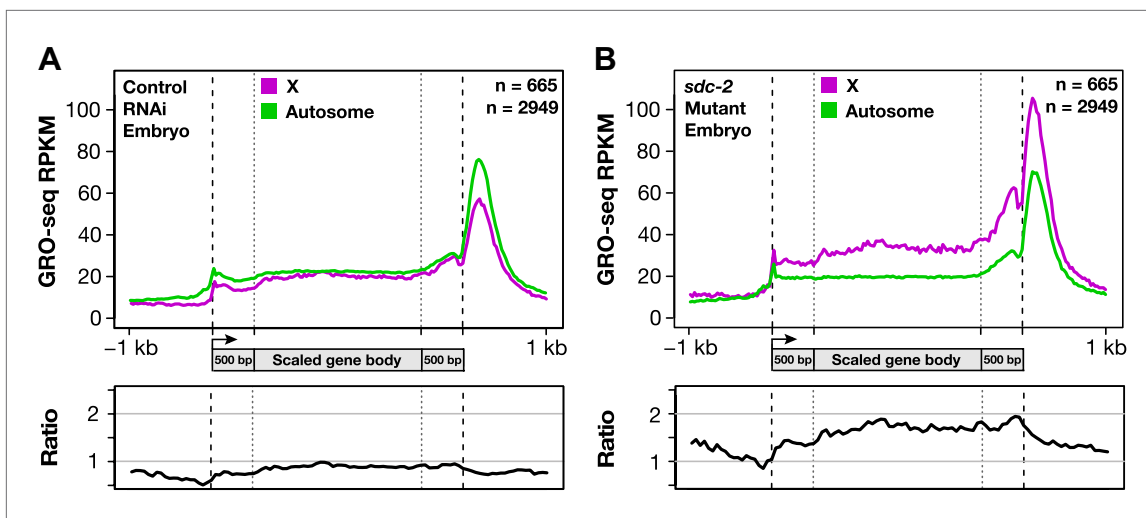 A
Control
RNAi
Embryo
X
Autosome
n = 665
n = 2949
GRO-seq RPKM
100
80
60
40
20
0
−1 kb
1 kb
500 bp
Scaled gene body
500 bp
Ratio
2
1
B
sdc-2
Mutant
Embryo
X
Autosome
n = 665
n = 2949
GRO-seq RPKM
100
80
60
40
20
0
−1 kb
1 kb
500 bp
Scaled gene body
500 bp
Ratio
2
1